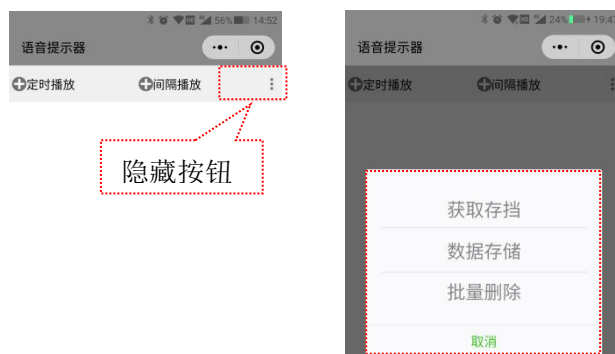 56% 14:52
语音提示器
定时播放 间隔播放
隐藏按钮
24% 19:47
语音提示器
定时播放 间隔播放
获取存挡
数据存储
批量删除
取消